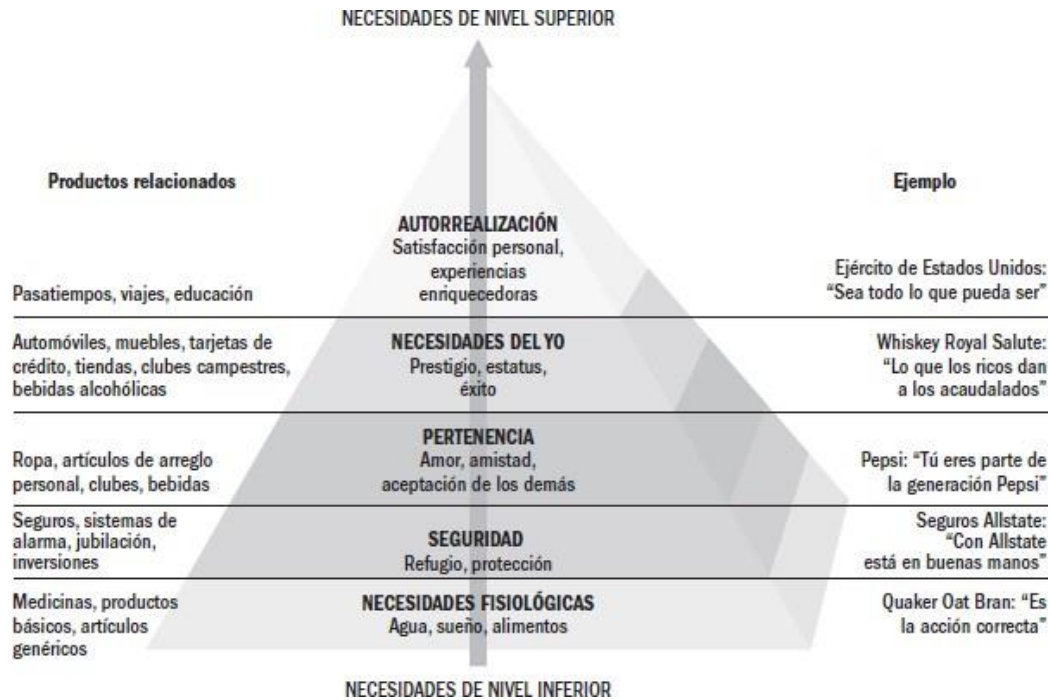 NECESIDADES DE NIVEL SUPERIOR
Productos relacionados
Ejemplo
AUTORREALIZACIÓN
Satisfacción personal,
experiencias
enriquecedoras
Pasatiempos, viajes, educación
Ejército de Estados Unidos:
“Sea todo lo que pueda ser”
Automóviles, muebles, tarjetas de
crédito, tiendas, clubes campestres,
bebidas alcohólicas
NECESIDADES DEL YO
Prestigio, estatus,
éxito
Whiskey Royal Salute:
“Lo que los ricos dan
a los acaudalados”
Ropa, artículos de arreglo
personal, clubes, bebidas
PERTENENCIA
Amor, amistad,
aceptación de los demás
Pepsi: “Tú eres parte de
la generación Pepsi”
Seguros, sistemas de
alarma, jubilación,
inversiones
SEGURIDAD
Refugio, protección
Seguros Allstate:
“Con Allstate
está en buenas manos”
Medicinas, productos
básicos, artículos
genéricos
NECESIDADES FISIOLÓGICAS
Agua, sueño, alimentos
Quaker Oat Bran: “Es
la acción correcta”
NECESIDADES DE NIVEL INFERIOR